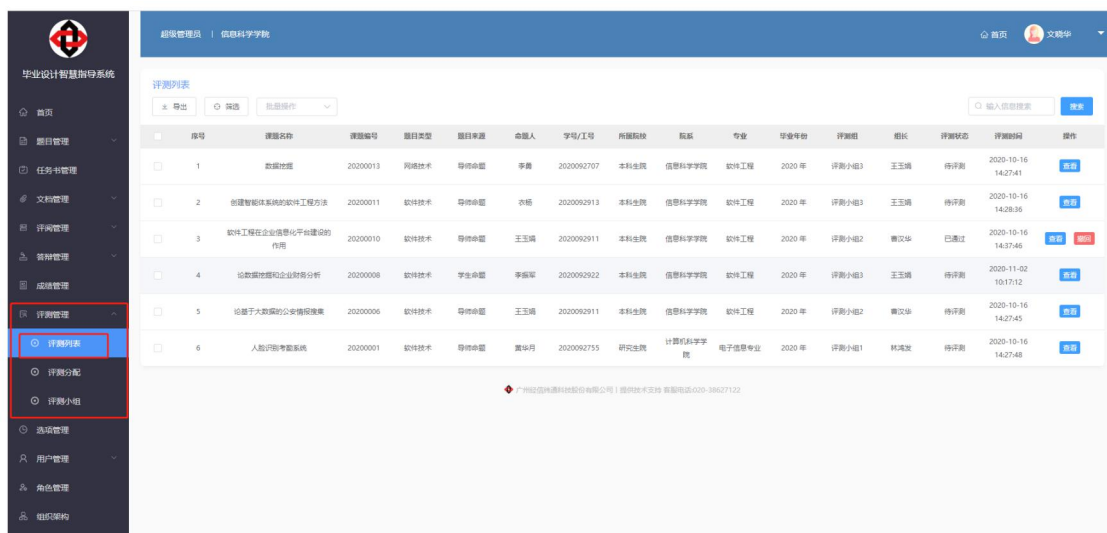 超级管理员 | 信息科学学院
首页 文晓华
毕业设计智慧指导系统
首页
题目管理
任务书管理
文档管理
评阅管理
答辩管理
成绩管理
评测管理
评测列表
评测分配
评测小组
选项管理
用户管理
角色管理
组织架构
评测列表
导出 筛选 批量操作 输入信息搜索 搜索
序号 课题名称 课题编号 题目类型 题目来源 命题人 学号/工号 所属院校 院系 专业 毕业年份 评测组 组长 评测状态 评测时间 操作
1 数据挖掘 20200013 网络技术 导师命题 李勇 2020092707 本科生院 信息科学学院 软件工程 2020 年 评测小组3 王玉娟 待评测 2020-10-16 14:27:41 查看
2 创建智能体系统的软件工程方法 20200011 软件技术 导师命题 衣杨 2020092913 本科生院 信息科学学院 软件工程 2020 年 评测小组3 王玉娟 待评测 2020-10-16 14:28:36 查看
3 软件工程在企业信息化平台建设的作用 20200010 软件技术 导师命题 王玉娟 2020092911 本科生院 信息科学学院 软件工程 2020 年 评测小组2 曹汉华 已通过 2020-10-16 14:37:46 查看 撤回
4 论数据挖掘和企业财务分析 20200008 软件技术 学生命题 李振军 2020092922 本科生院 信息科学学院 软件工程 2020 年 评测小组3 王玉娟 待评测 2020-11-02 10:17:12 查看
5 论基于大数据的公安情报搜集 20200006 软件技术 导师命题 王玉娟 2020092911 本科生院 信息科学学院 软件工程 2020 年 评测小组2 曹汉华 待评测 2020-10-16 14:27:45 查看
6 人脸识别考勤系统 20200001 软件技术 导师命题 黄华月 2020092755 研究生院 计算机科学学院 电子信息专业 2020 年 评测小组1 林鸿发 待评测 2020-10-16 14:27:48 查看
股份有限公司 | 提供技术支持 客服电话:020-38627122